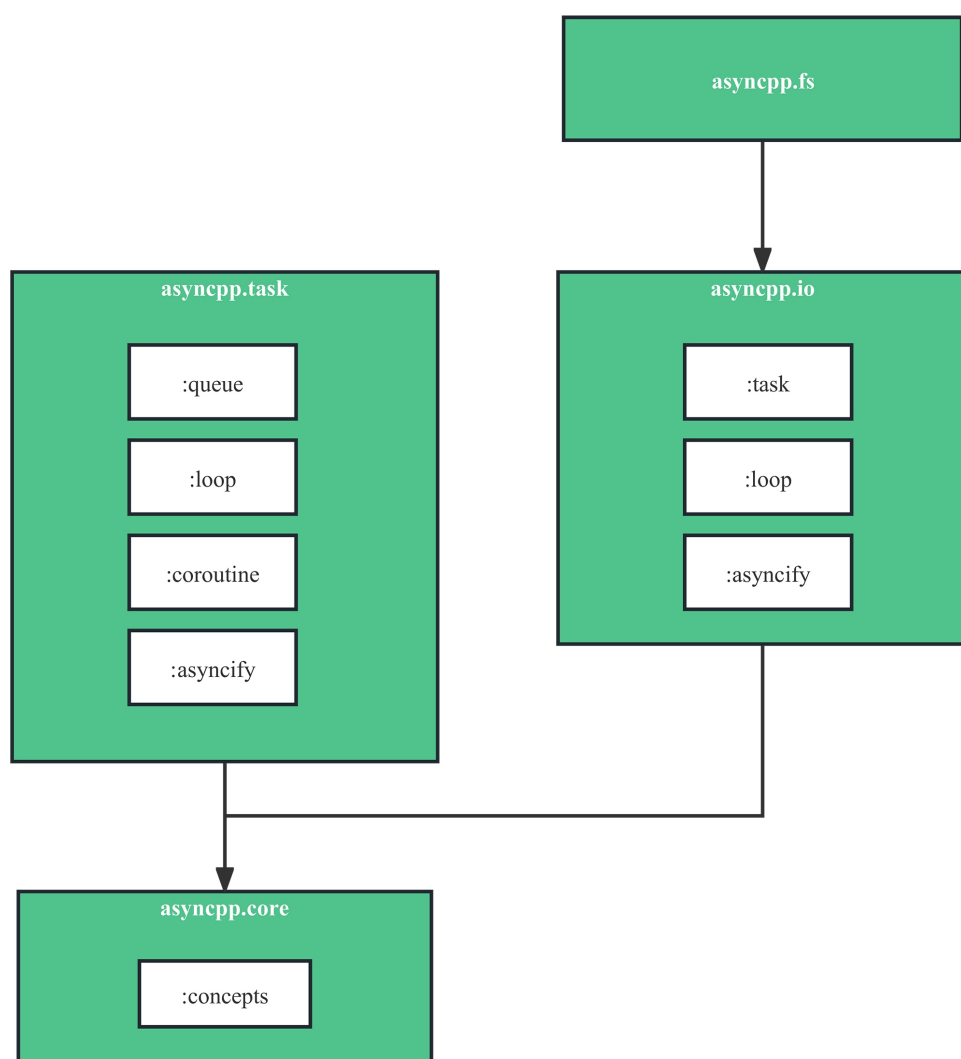 asyncpp.fs
asyncpp.task
:queue
:loop
:coroutine
:asyncify
asyncpp.io
:task
:loop
:asyncify
asyncpp.core
:concepts